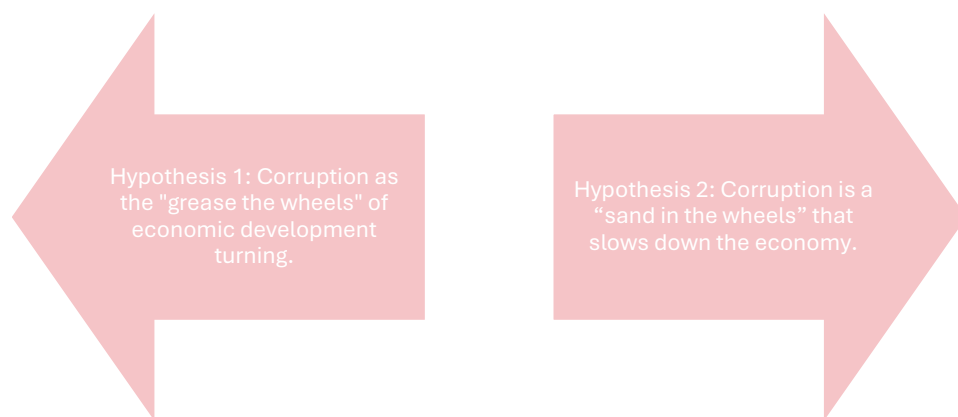 Hypothesis 1: Corruption as
the "grease the wheels" of
economic development
turning.
Hypothesis 2: Corruption is a
“sand in the wheels” that
slows down the economy.